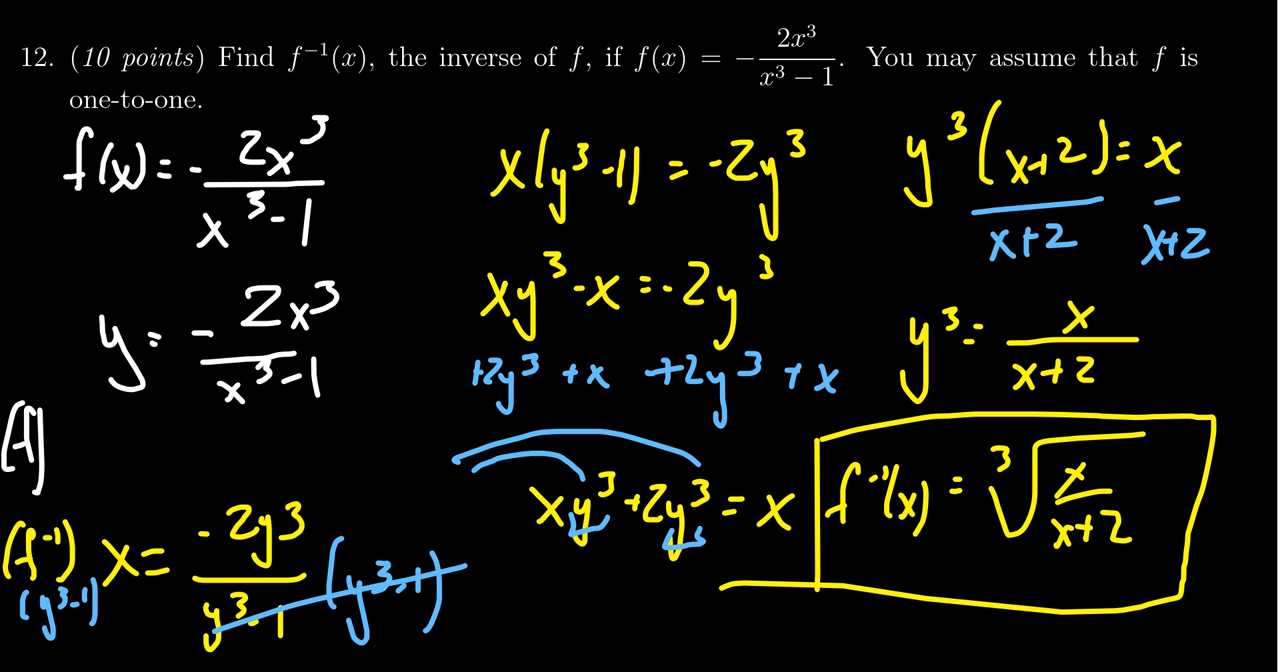 12. (10 points) Find f⁻¹(x), the inverse of f, if f(x) = −2x³/(x³ − 1). You may assume that f is
one-to-one.
f(x) = - 2x³/(x³-1)
y = - 2x³/(x³-1)
(f)
(f⁻¹) x = -2y³/(y³-1) (y³-1)
(y³-1)
x(y³-1) = -2y³
xy³-x = -2y³
+2y³ +x +2y³ +x
xy³+2y³ = x
y³(x+2) = x
x+2 x+2
y³ = x/(x+2)
f⁻¹(x) = ³√(x/(x+2))